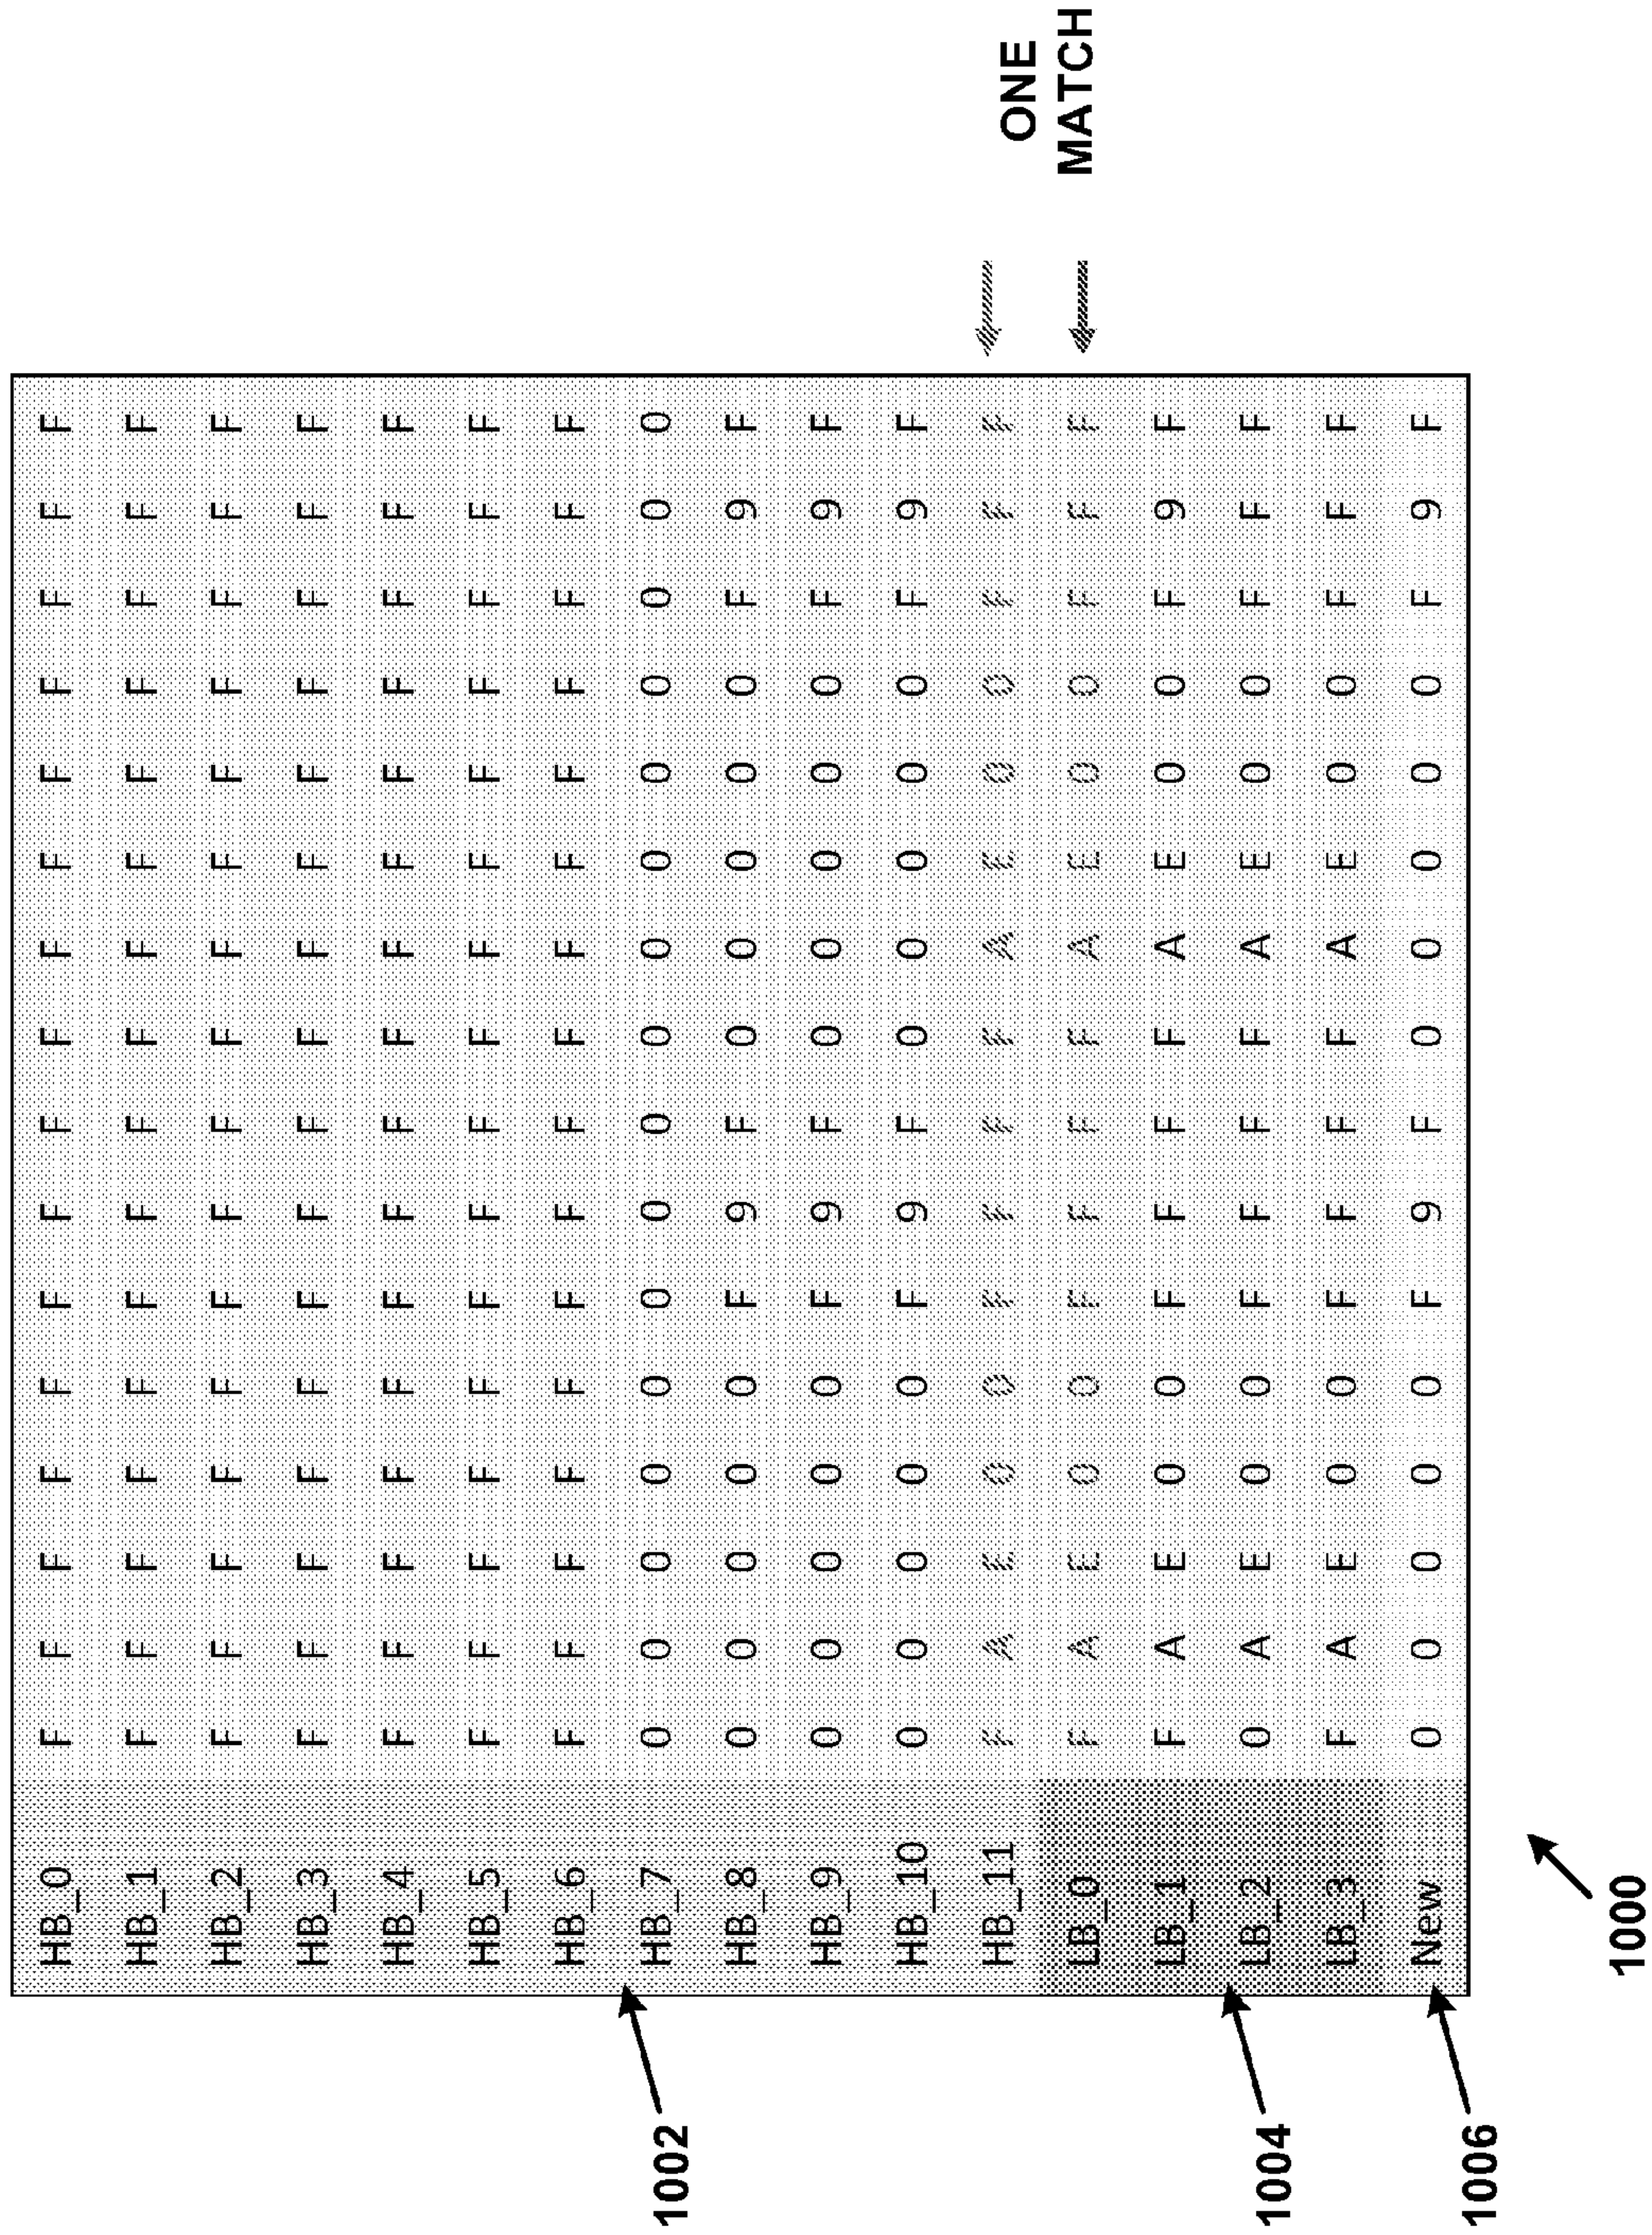 HB_0 F F F F F F F F F F F F F F F F
HB_1 F F F F F F F F F F F F F F F F
HB_2 F F F F F F F F F F F F F F F F
HB_3 F F F F F F F F F F F F F F F F
HB_4 F F F F F F F F F F F F F F F F
HB_5 F F F F F F F F F F F F F F F F
HB_6 F F F F F F F F F F F F F F F F
1002
HB_7 0 0 0 0 0 0 0 0 0 0 0 0 0 0 0 0
HB_8 0 0 0 0 0 F 9 F 0 0 0 0 0 F 9 F
HB_9 0 0 0 0 0 F 9 F 0 0 0 0 0 F 9 F
HB_10 0 0 0 0 0 F 9 F 0 0 0 0 0 F 9 F
HB_11 F A E 0 0 F F F F A E 0 0 F F F
ONE
MATCH
LB_0 F A E 0 0 F F F F A E 0 0 F F F
LB_1 F A E 0 0 F F F F A E 0 0 F 9 F
1004
LB_2 0 A E 0 0 F F F F A E 0 0 F F F
LB_3 F A E 0 0 F F F F A E 0 0 F F F
New 0 0 0 0 0 F 9 F 0 0 0 0 0 F 9 F
1006
1000